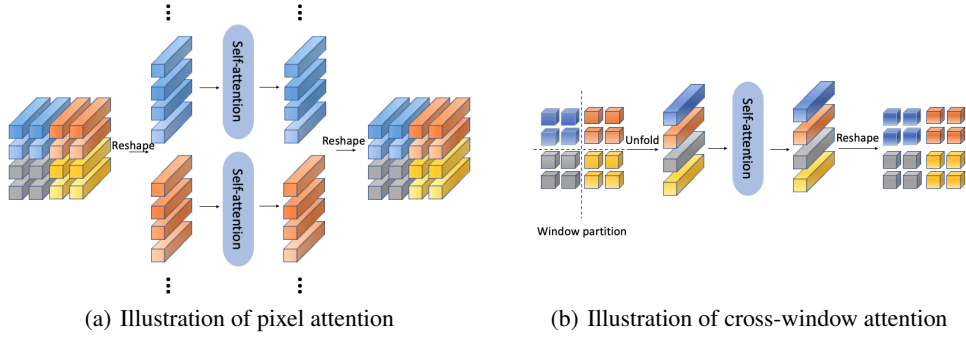 Self-attention
Reshape
Reshape
Self-attention
(a) Illustration of pixel attention
Self-attention
Unfold
Reshape
Window partition
(b) Illustration of cross-window attention